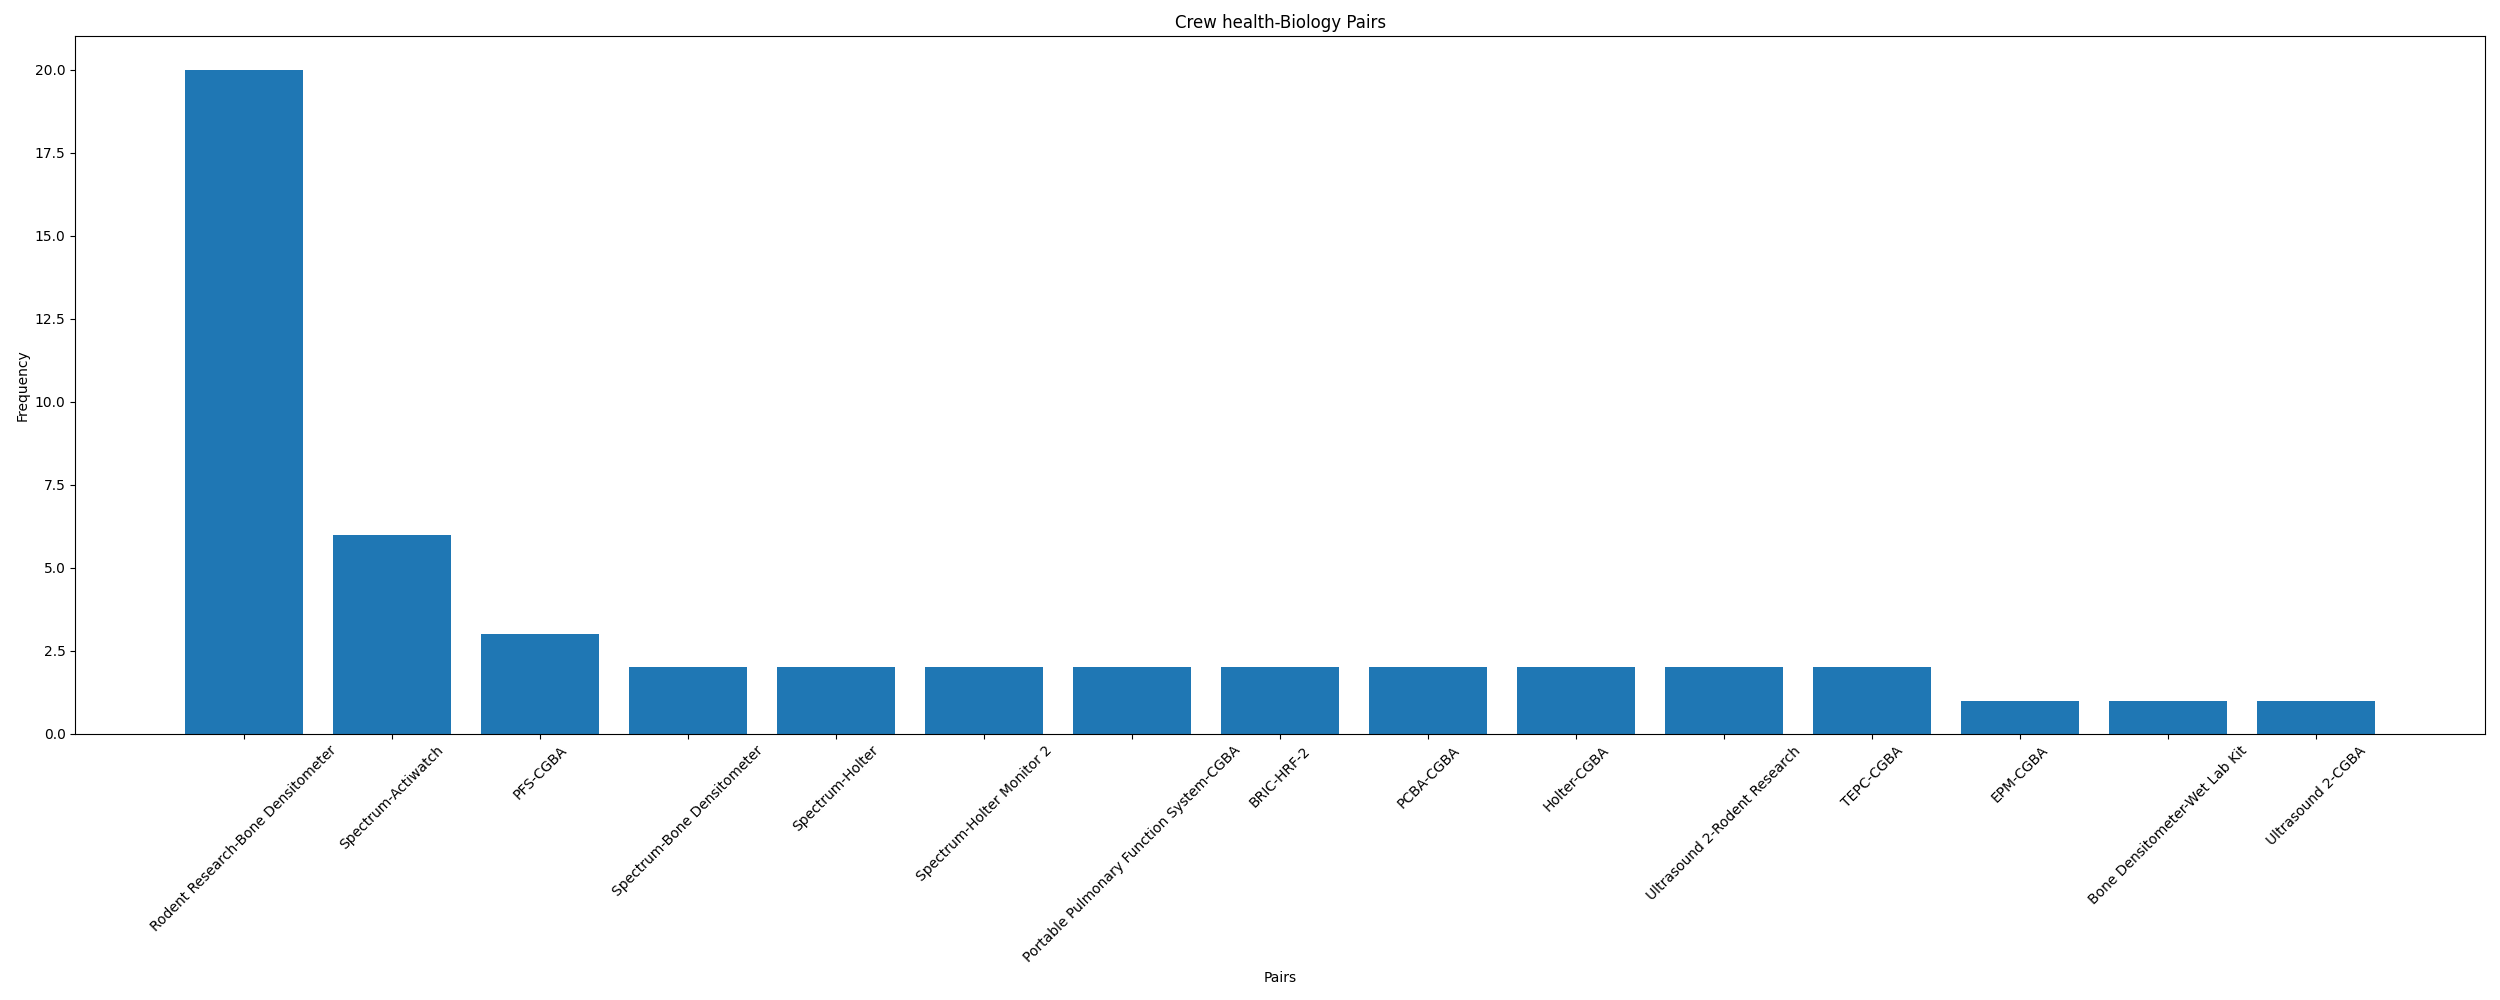 Crew health-Biology Pairs
Frequency
20.0
17.5
15.0
12.5
10.0
7.5
5.0
2.5
0.0
Rodent Research-Bone Densitometer
Spectrum-Actiwatch
PFS-CGBA
Spectrum-Bone Densitometer
Spectrum-Holter
Spectrum-Holter Monitor 2
Portable Pulmonary Function System-CGBA
BRIC-HRF-2
PCBA-CGBA
Holter-CGBA
Ultrasound 2-Rodent Research
TEPC-CGBA
EPM-CGBA
Bone Densitometer-Wet Lab Kit
Ultrasound 2-CGBA
Pairs